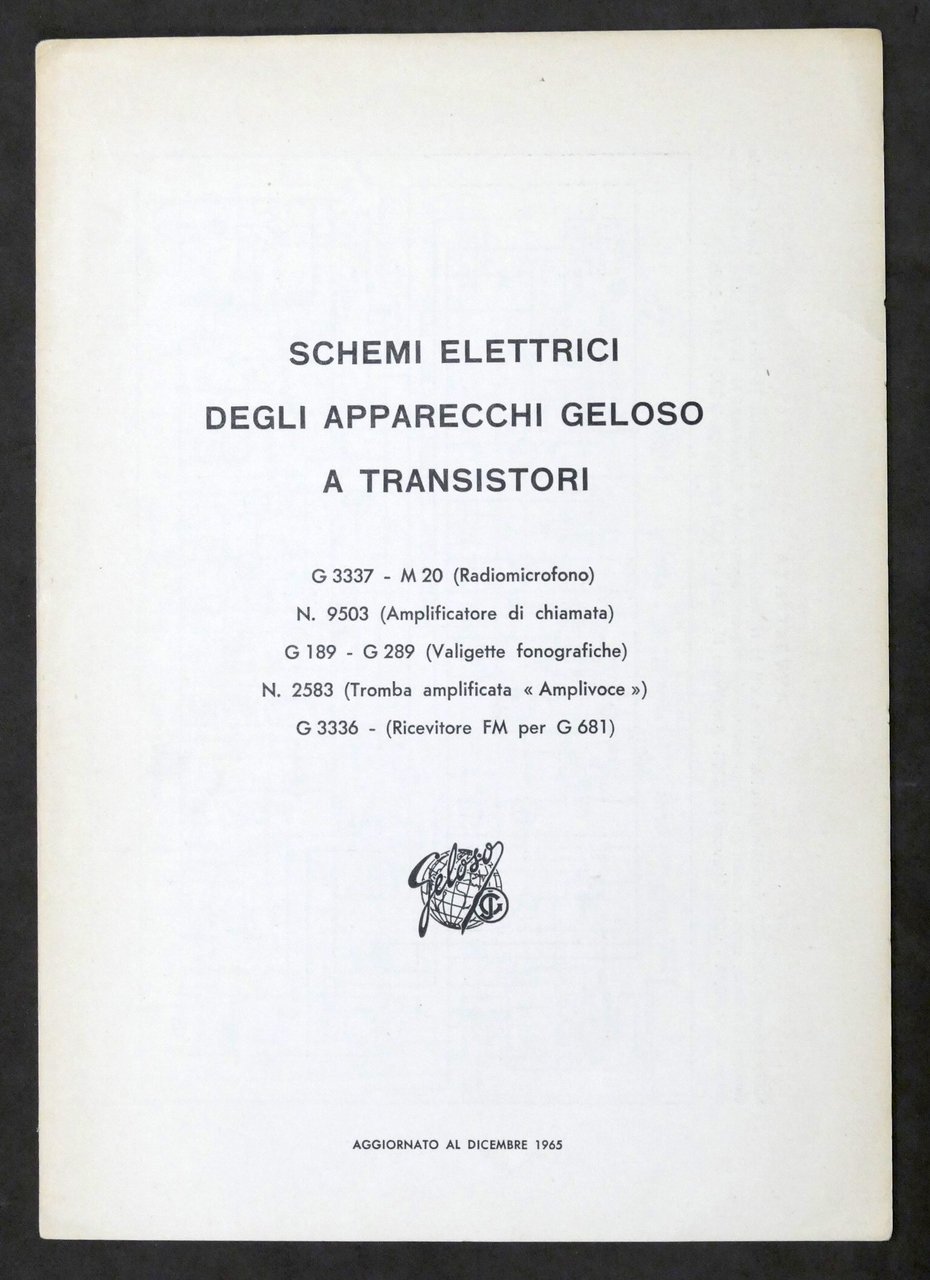 SCHEMI ELETTRICI
DEGLI APPARECCHI GELOSO
A TRANSISTORI
G 3337 - M 20 (Radiomicrofono)
N. 9503 (Amplificatore di chiamata)
G 189 - G 289 (Valigette fonografiche)
N. 2583 (Tromba amplificata « Amplivoce »)
G 3336 - (Ricevitore FM per G 681)
Geloso
AGGIORNATO AL DICEMBRE 1965